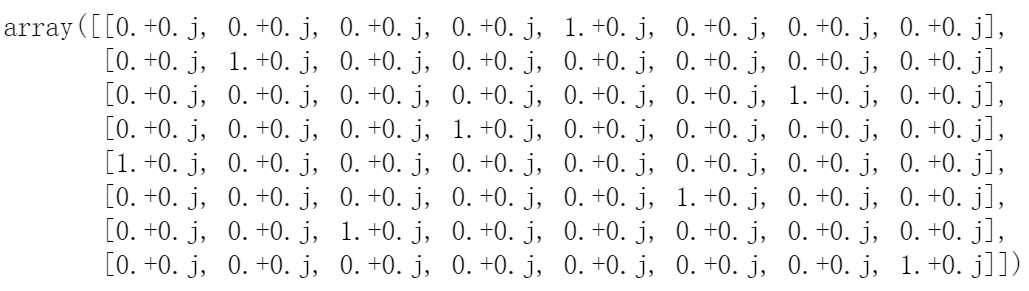 array([[0.+0.j, 0.+0.j, 0.+0.j, 0.+0.j, 1.+0.j, 0.+0.j, 0.+0.j, 0.+0.j],
[0.+0.j, 1.+0.j, 0.+0.j, 0.+0.j, 0.+0.j, 0.+0.j, 0.+0.j, 0.+0.j],
[0.+0.j, 0.+0.j, 0.+0.j, 0.+0.j, 0.+0.j, 0.+0.j, 1.+0.j, 0.+0.j],
[0.+0.j, 0.+0.j, 0.+0.j, 1.+0.j, 0.+0.j, 0.+0.j, 0.+0.j, 0.+0.j],
[1.+0.j, 0.+0.j, 0.+0.j, 0.+0.j, 0.+0.j, 0.+0.j, 0.+0.j, 0.+0.j],
[0.+0.j, 0.+0.j, 0.+0.j, 0.+0.j, 0.+0.j, 1.+0.j, 0.+0.j, 0.+0.j],
[0.+0.j, 0.+0.j, 1.+0.j, 0.+0.j, 0.+0.j, 0.+0.j, 0.+0.j, 0.+0.j],
[0.+0.j, 0.+0.j, 0.+0.j, 0.+0.j, 0.+0.j, 0.+0.j, 0.+0.j, 1.+0.j]])